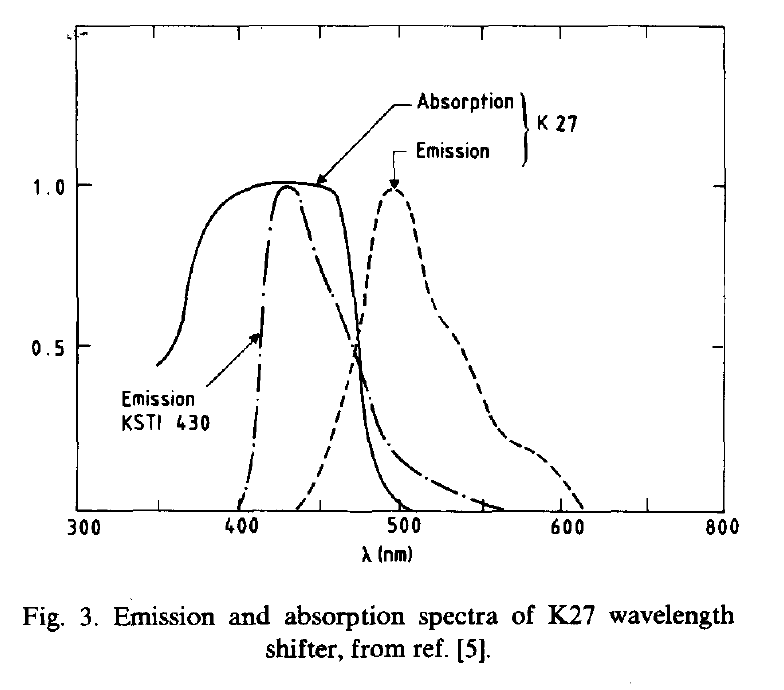 Absorption
K 27
Emission
1.0
0.5
Emission
KSTI 430
300 400 500 600 800
λ (nm)
Fig. 3. Emission and absorption spectra of K27 wavelength
shifter, from ref. [5].